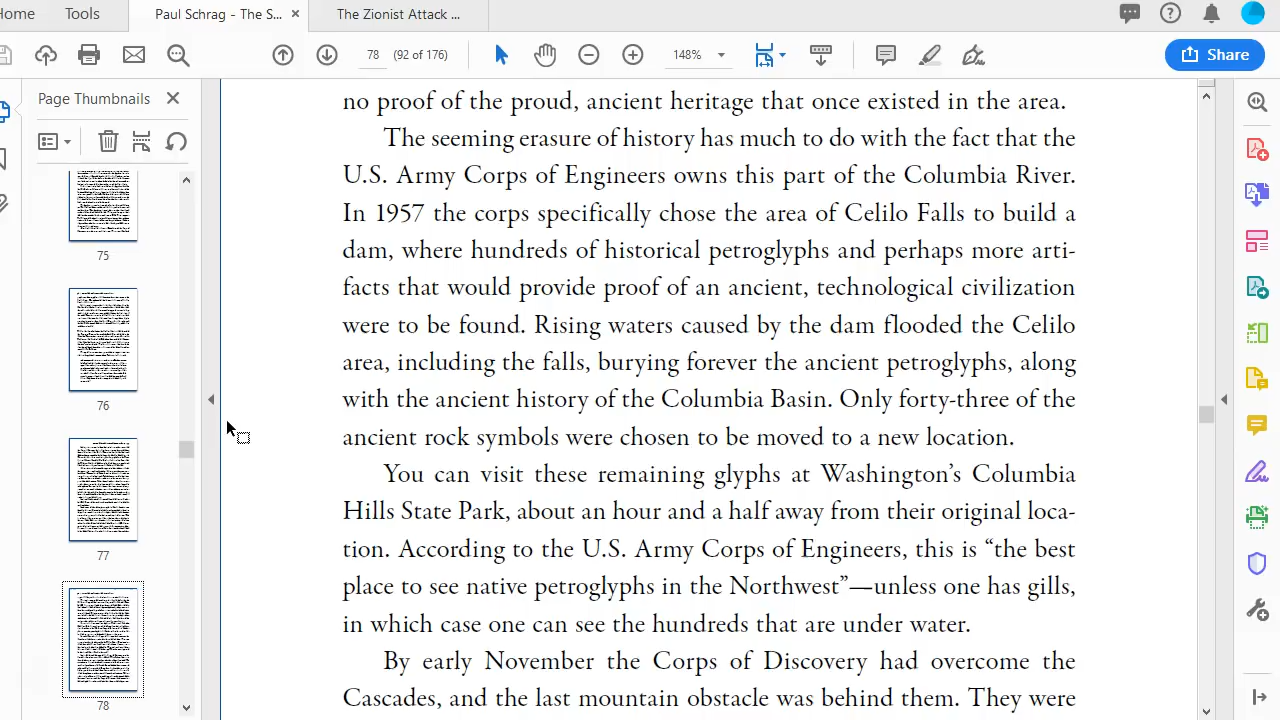 Home
Tools
Paul Schrag - The S... ×
The Zionist Attack ...
78 (92 of 176)
148%
Share
Page Thumbnails
75
76
77
78
no proof of the proud, ancient heritage that once existed in the area.
The seeming erasure of history has much to do with the fact that the
U.S. Army Corps of Engineers owns this part of the Columbia River.
In 1957 the corps specifically chose the area of Celilo Falls to build a
dam, where hundreds of historical petroglyphs and perhaps more arti-
facts that would provide proof of an ancient, technological civilization
were to be found. Rising waters caused by the dam flooded the Celilo
area, including the falls, burying forever the ancient petroglyphs, along
with the ancient history of the Columbia Basin. Only forty-three of the
ancient rock symbols were chosen to be moved to a new location.
You can visit these remaining glyphs at Washington’s Columbia
Hills State Park, about an hour and a half away from their original loca-
tion. According to the U.S. Army Corps of Engineers, this is “the best
place to see native petroglyphs in the Northwest”—unless one has gills,
in which case one can see the hundreds that are under water.
By early November the Corps of Discovery had overcome the
Cascades, and the last mountain obstacle was behind them. They were